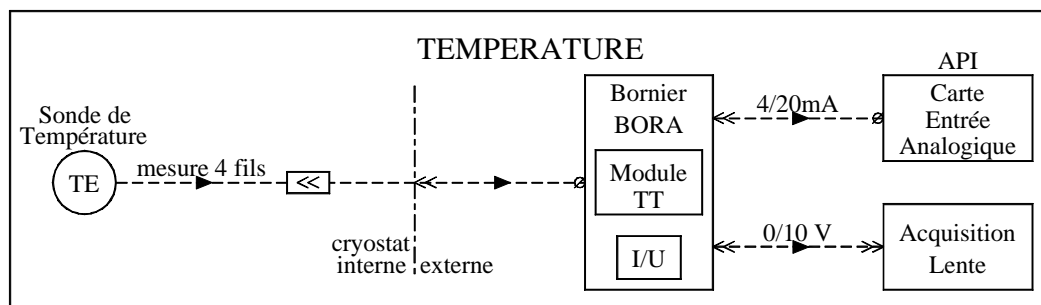 TEMPERATURE
Sonde de
Température
TE
mesure 4 fils
cryostat
interne
externe
Bornier
BORA
Module
TT
I/U
4/20mA
0/10 V
API
Carte
Entrée
Analogique
Acquisition
Lente